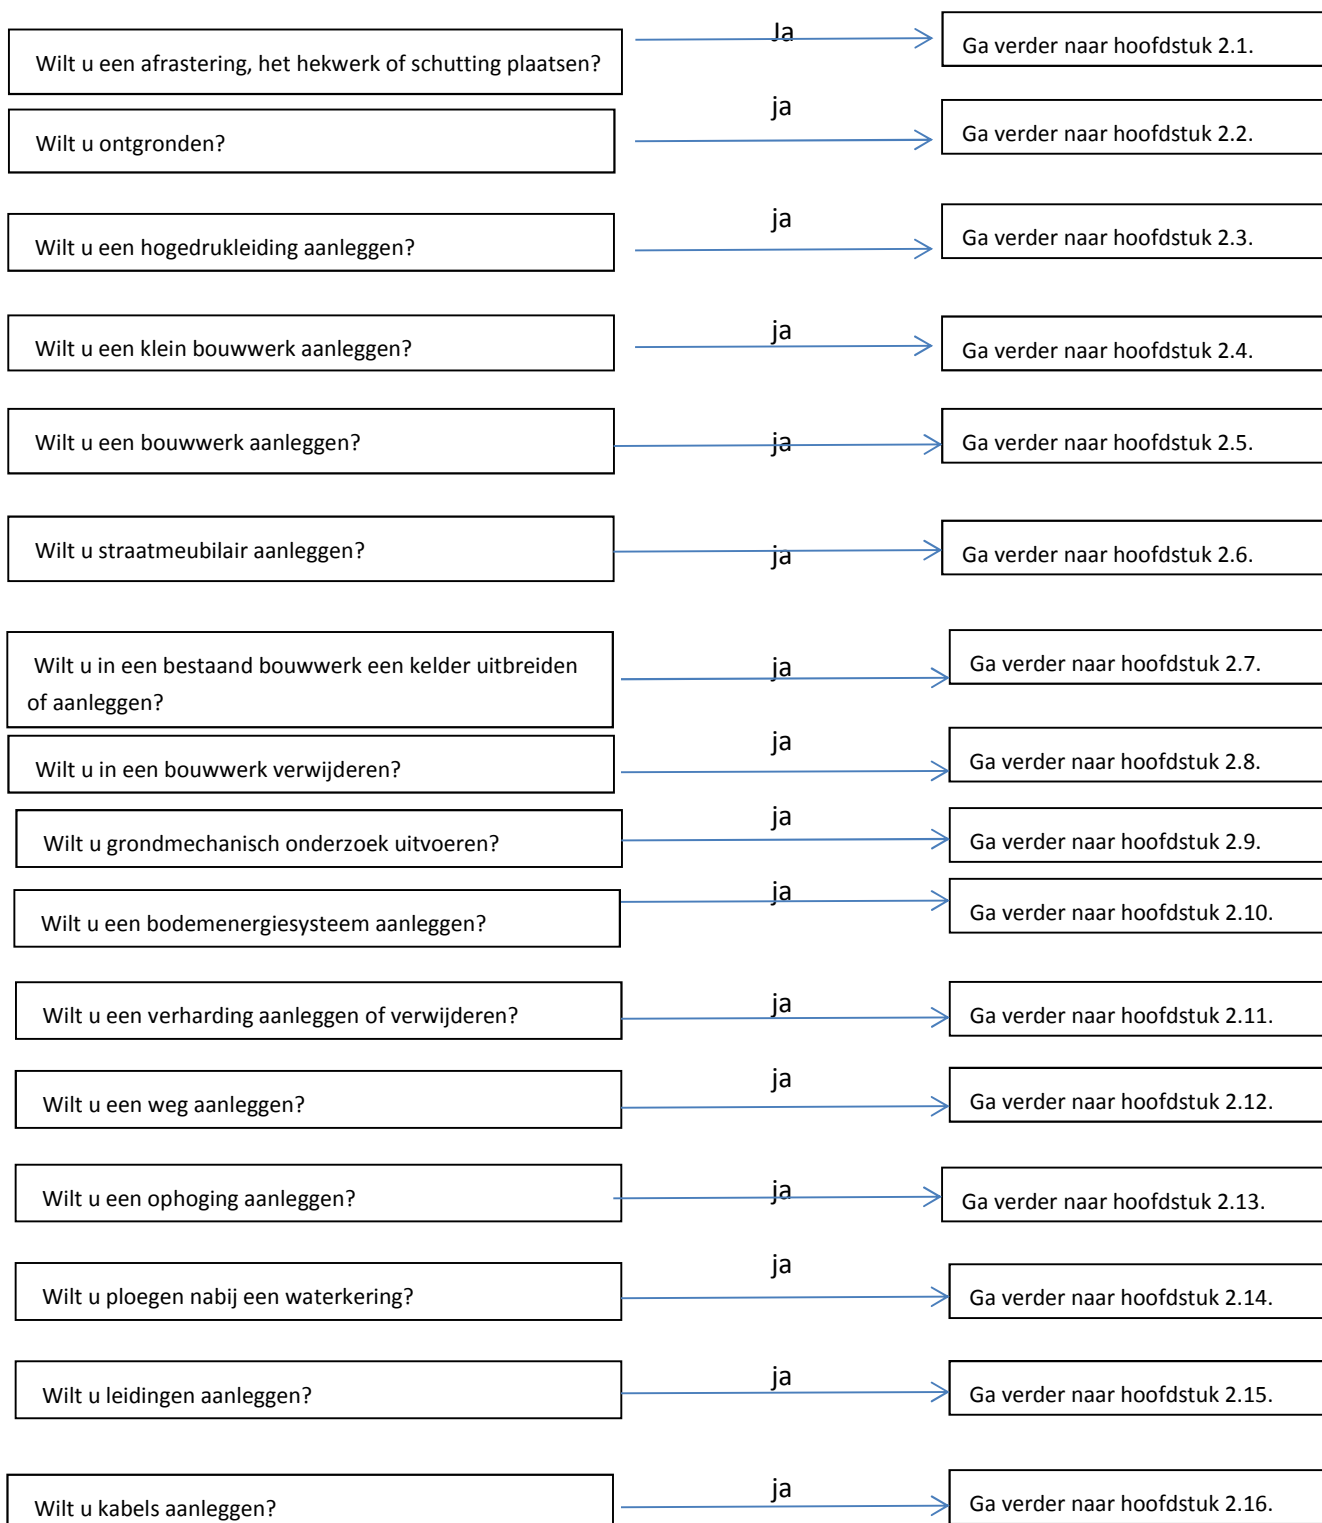 Wilt u een afrastering, het hekwerk of schutting plaatsen?
Ja
Ga verder naar hoofdstuk 2.1.
Wilt u ontgronden?
ja
Ga verder naar hoofdstuk 2.2.
Wilt u een hogedrukleiding aanleggen?
ja
Ga verder naar hoofdstuk 2.3.
Wilt u een klein bouwwerk aanleggen?
ja
Ga verder naar hoofdstuk 2.4.
Wilt u een bouwwerk aanleggen?
ja
Ga verder naar hoofdstuk 2.5.
Wilt u straatmeubilair aanleggen?
ja
Ga verder naar hoofdstuk 2.6.
Wilt u in een bestaand bouwwerk een kelder uitbreiden
of aanleggen?
ja
Ga verder naar hoofdstuk 2.7.
Wilt u in een bouwwerk verwijderen?
ja
Ga verder naar hoofdstuk 2.8.
Wilt u grondmechanisch onderzoek uitvoeren?
ja
Ga verder naar hoofdstuk 2.9.
Wilt u een bodemenergiesysteem aanleggen?
ja
Ga verder naar hoofdstuk 2.10.
Wilt u een verharding aanleggen of verwijderen?
ja
Ga verder naar hoofdstuk 2.11.
Wilt u een weg aanleggen?
ja
Ga verder naar hoofdstuk 2.12.
Wilt u een ophoging aanleggen?
ja
Ga verder naar hoofdstuk 2.13.
Wilt u ploegen nabij een waterkering?
ja
Ga verder naar hoofdstuk 2.14.
Wilt u leidingen aanleggen?
ja
Ga verder naar hoofdstuk 2.15.
Wilt u kabels aanleggen?
ja
Ga verder naar hoofdstuk 2.16.